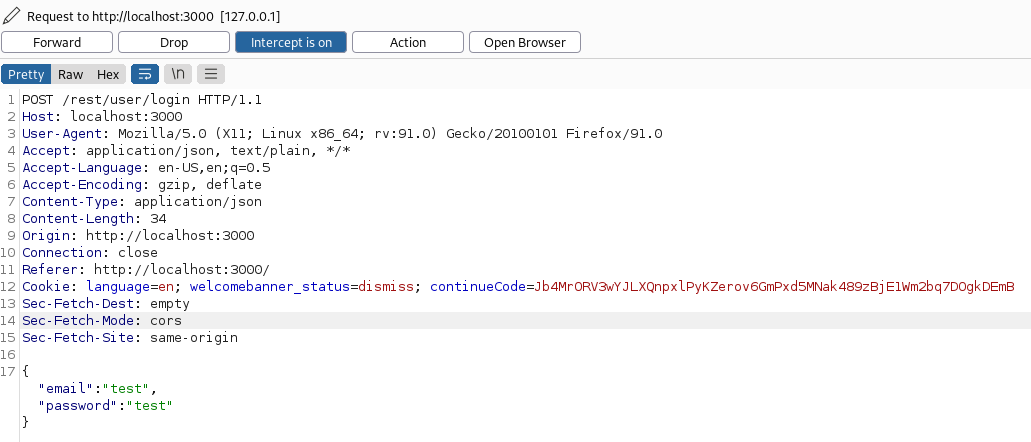 Request to http://localhost:3000 [127.0.0.1]
Forward Drop Intercept is on Action Open Browser
Pretty Raw Hex \n
1 POST /rest/user/login HTTP/1.1
2 Host: localhost:3000
3 User-Agent: Mozilla/5.0 (X11; Linux x86_64; rv:91.0) Gecko/20100101 Firefox/91.0
4 Accept: application/json, text/plain, */*
5 Accept-Language: en-US,en;q=0.5
6 Accept-Encoding: gzip, deflate
7 Content-Type: application/json
8 Content-Length: 34
9 Origin: http://localhost:3000
10 Connection: close
11 Referer: http://localhost:3000/
12 Cookie: language=en; welcomebanner_status=dismiss; continueCode=Jb4MrORV3wYJLXQnpxlPyKZerov6GmPxd5MNak489zBjE1Wm2bq7DOgkDEmB
13 Sec-Fetch-Dest: empty
14 Sec-Fetch-Mode: cors
15 Sec-Fetch-Site: same-origin
16
17 {
"email":"test",
"password":"test"
}